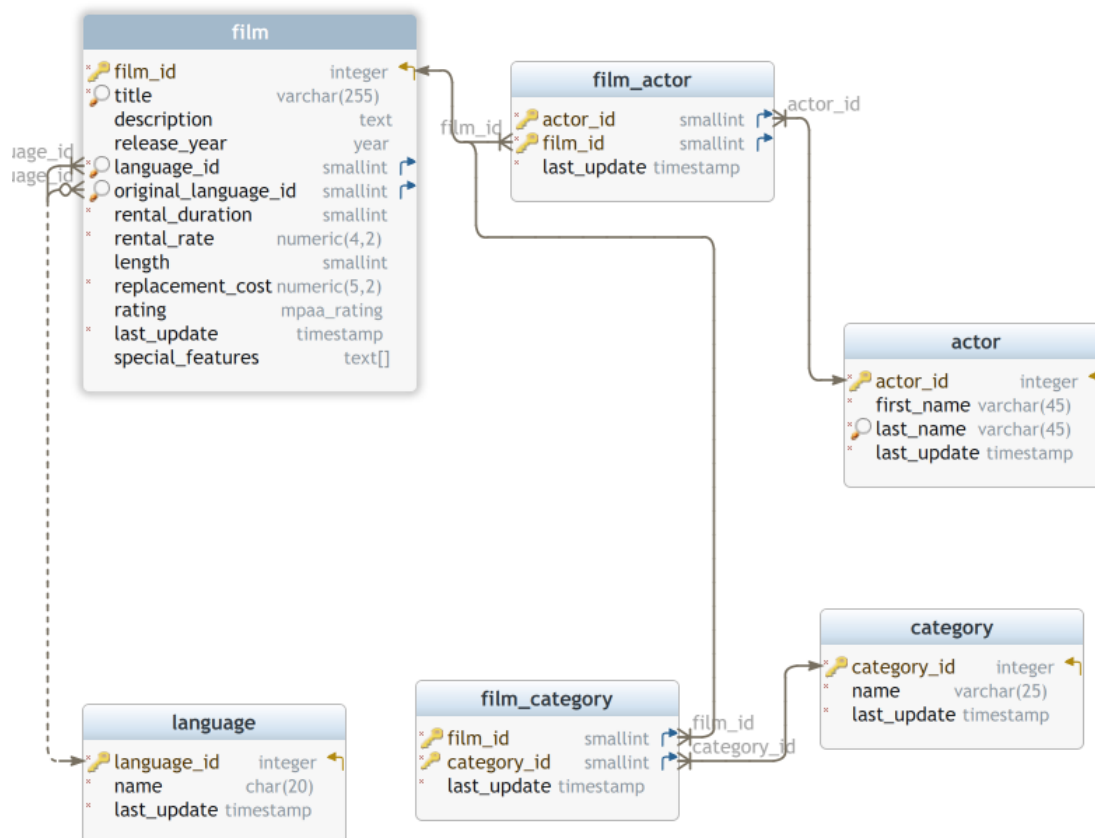 film
film_id integer
title varchar(255)
description text
release_year year
language_id smallint
original_language_id smallint
rental_duration smallint
rental_rate numeric(4,2)
length smallint
replacement_cost numeric(5,2)
rating mpaa_rating
last_update timestamp
special_features text[]
uage_id
uage_id
film_id
film_actor
actor_id smallint
film_id smallint
last_update timestamp
actor_id
actor
actor_id integer
first_name varchar(45)
last_name varchar(45)
last_update timestamp
category
category_id integer
name varchar(25)
last_update timestamp
film_category
film_id smallint
category_id smallint
last_update timestamp
film_id
category_id
language
language_id integer
name char(20)
last_update timestamp